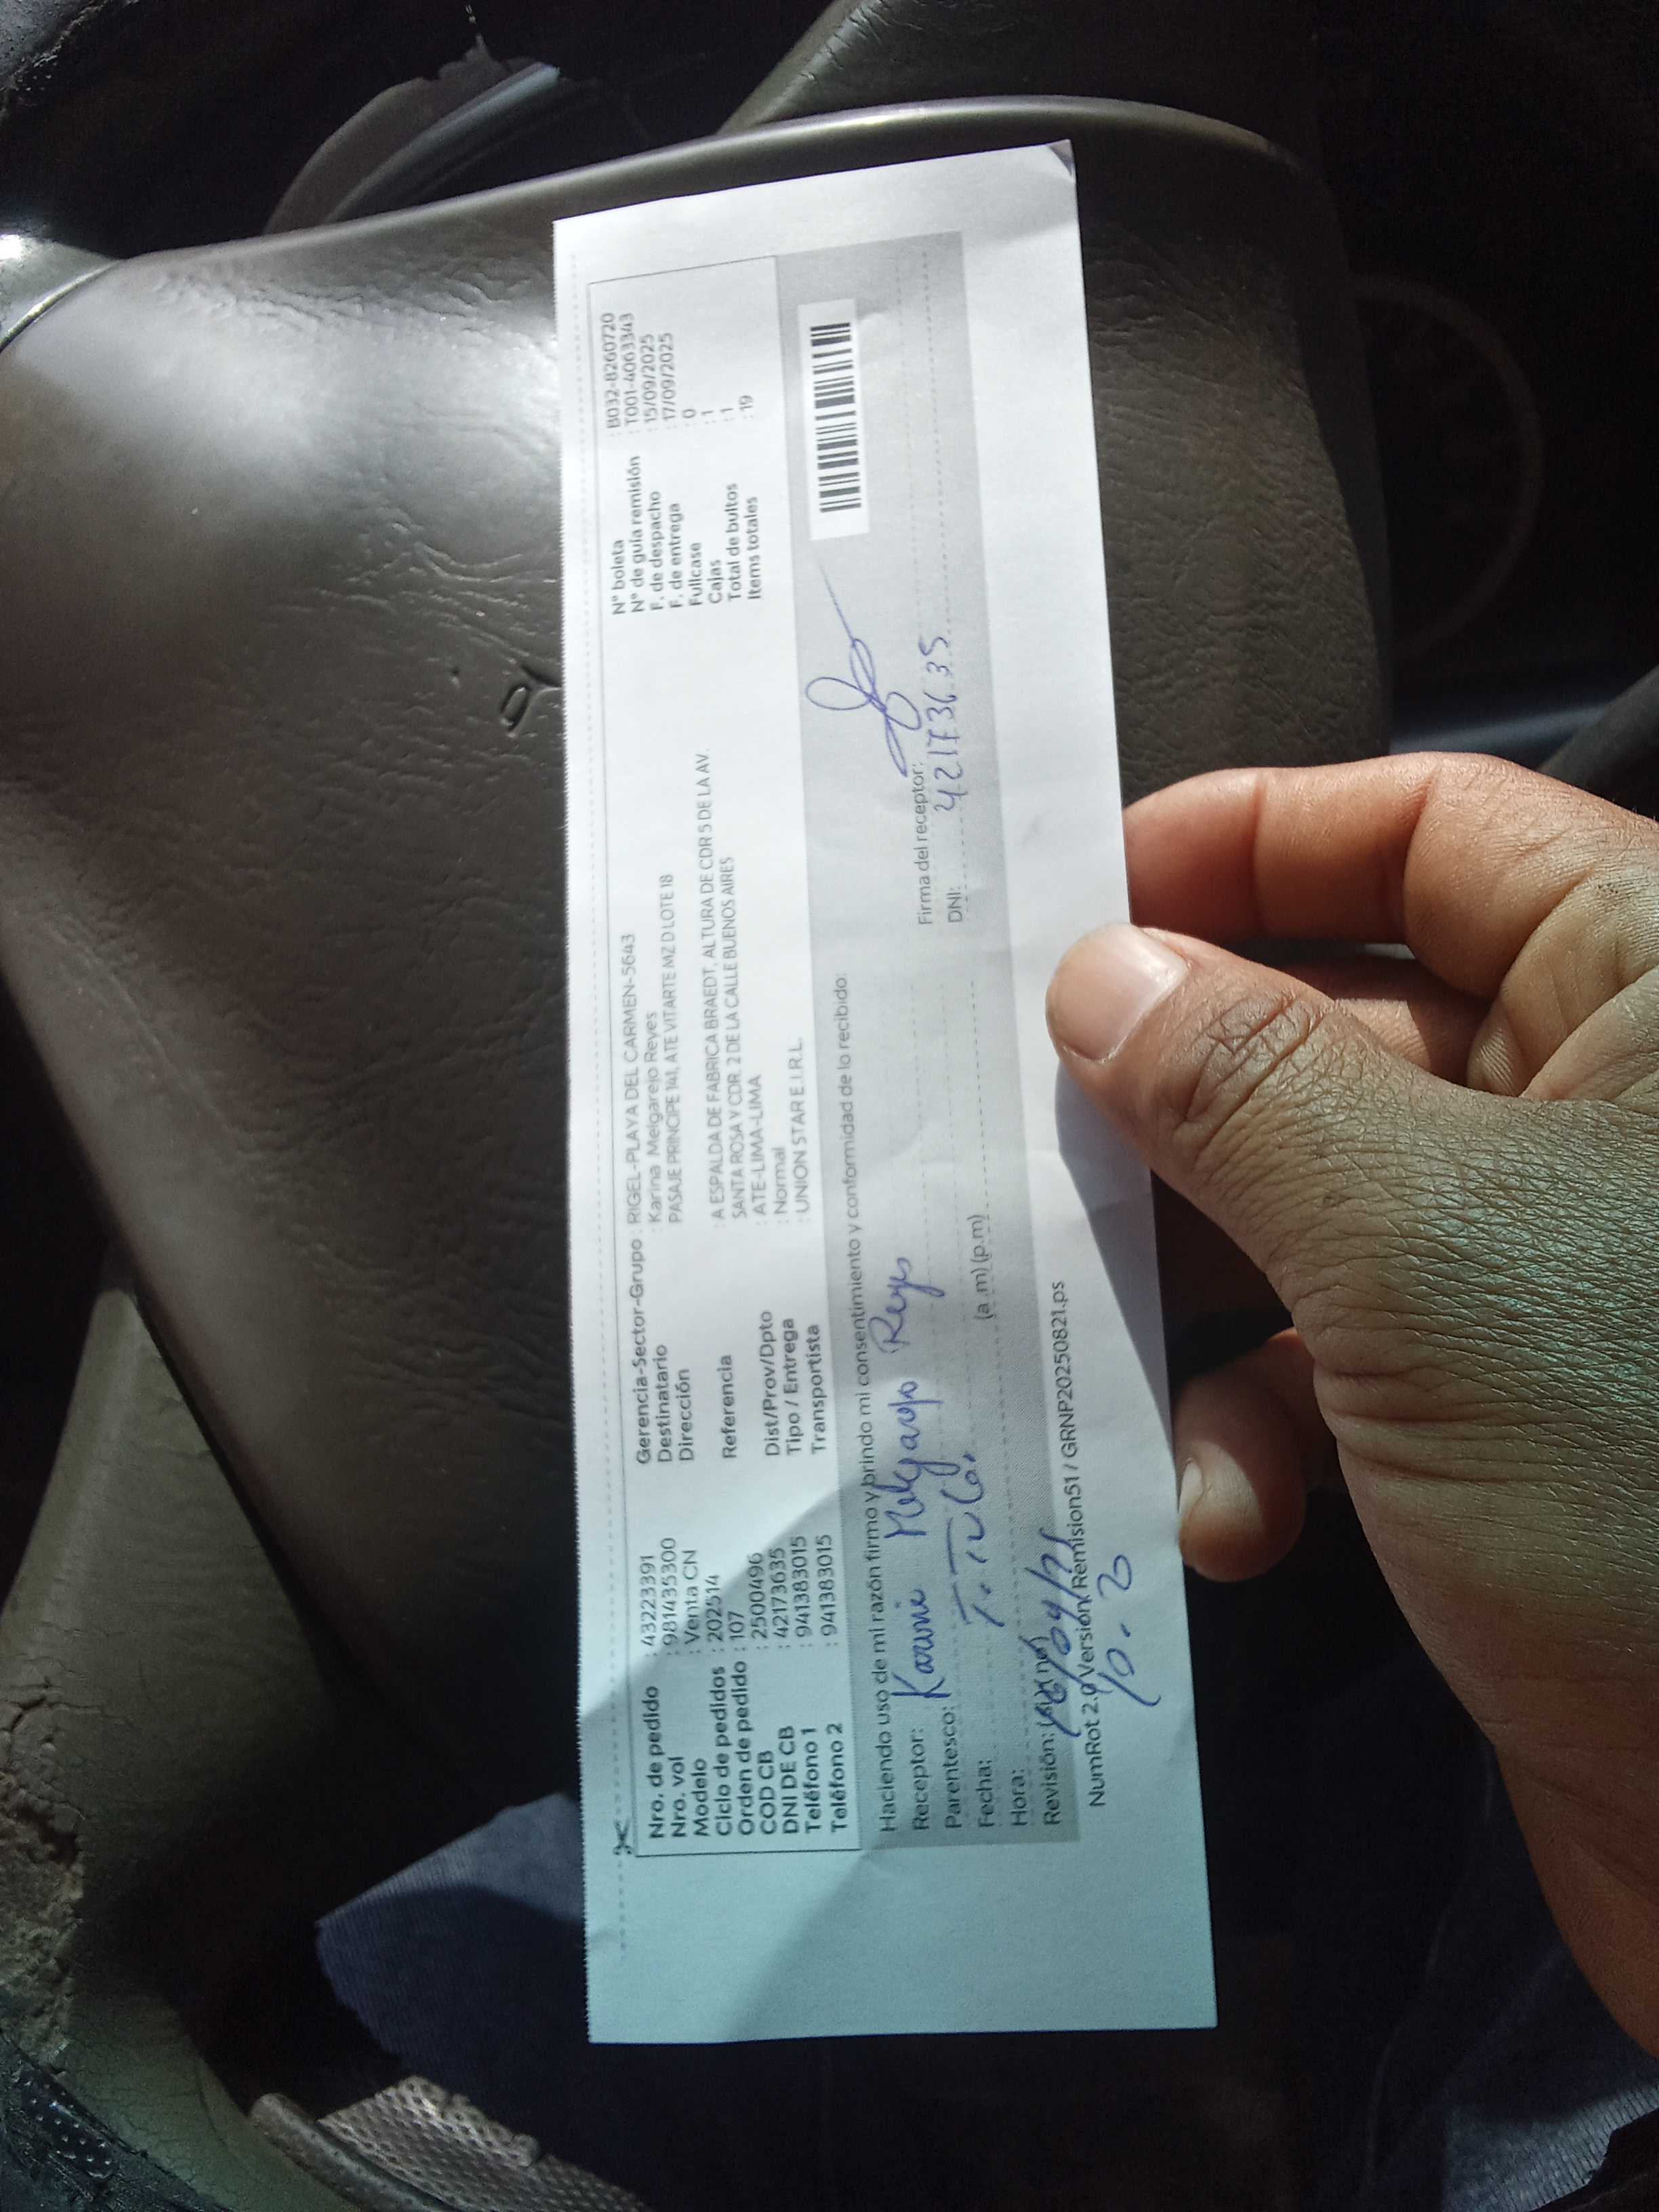 Nro. de pedido : 43223391
Nro. vol : 981435300
Modelo : Venta CN
Ciclo de pedidos : 202514
Orden de pedido : 107
COD CB : 2500496
DNI DE CB : 42173635
Teléfono 1 : 941383015
Teléfono 2 : 941383015
Gerencia-Sector-Grupo : RIGEL-PLAYA DEL CARMEN-5643
Destinatario : Karina Melgarejo Reyes
Dirección : PASAJE PRINCIPE 141, ATE VITARTE MZ D LOTE 18
Referencia : A ESPALDA DE FABRICA BRAEDT, ALTURA DE CDR 5 DE LA AV.
SANTA ROSA Y CDR. 2 DE LA CALLE BUENOS AIRES
Dist/Prov/Dpto : ATE-LIMA-LIMA
Tipo / Entrega : Normal
Transportista : UNION STAR E.I.R.L.
N° boleta : B032-8260720
N° de guía remisión : T001-4063343
F. de despacho : 15/09/2025
F. de entrega : 17/09/2025
Fullcase : 0
Cajas : 1
Total de bultos : 1
Items totales : 19
Haciendo uso de mi razón firmo y brindo mi consentimiento y conformidad de lo recibido:
Receptor: Karina Melgarejo Reyes
Parentesco: TiTular
Fecha:
Hora: (a.m) (p.m)
Revisión:
Firma del receptor:
DNI: 42173635
NumRot 2.0 Versión Remision51 / GRNP20250821.ps